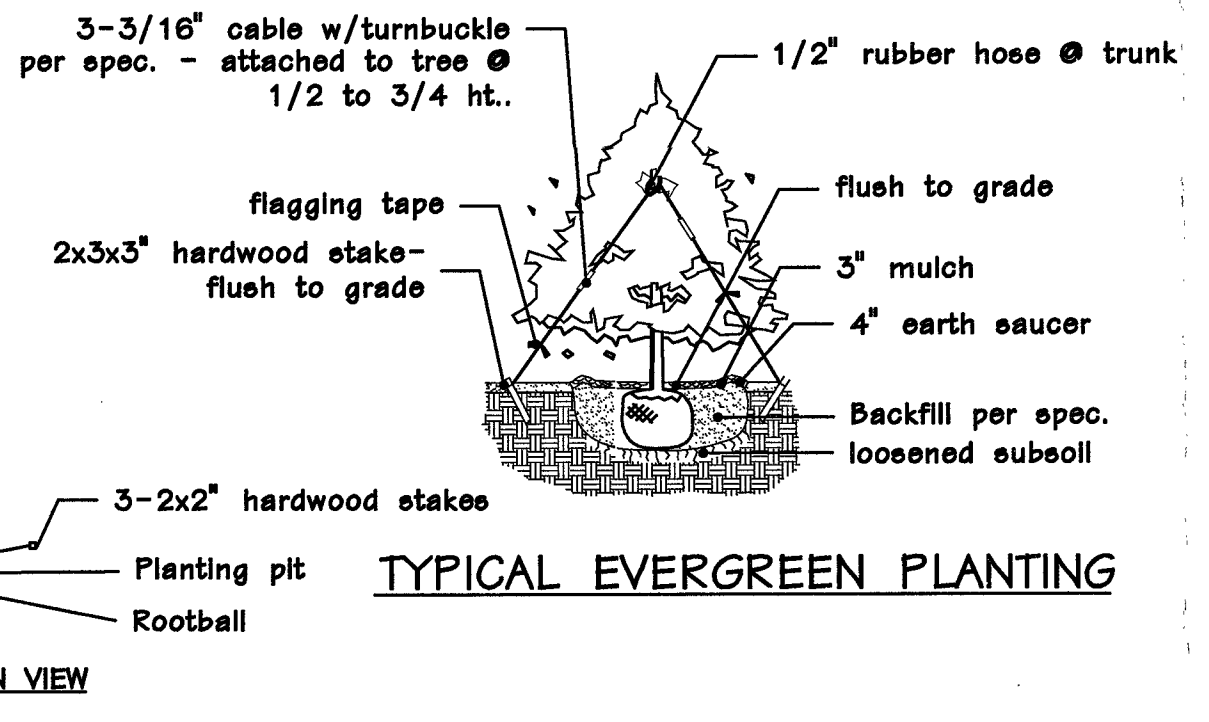 3-3/16" cable w/turnbuckle
per spec. - attached to tree @
1/2 to 3/4 ht..
1/2" rubber hose @ trunk
flagging tape
2x3x3" hardwood stake-
flush to grade
flush to grade
3" mulch
4" earth saucer
Backfill per spec.
loosened subsoil
3-2x2" hardwood stakes
Planting pit
Rootball
TYPICAL EVERGREEN PLANTING
N VIEW